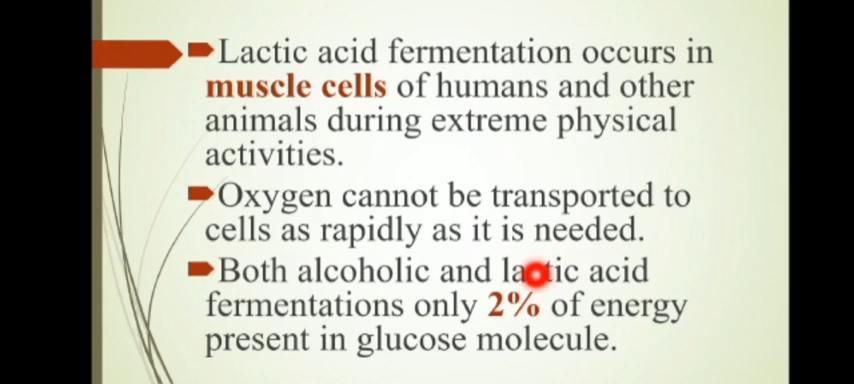 Lactic acid fermentation occurs in
muscle cells of humans and other
animals during extreme physical
activities.
Oxygen cannot be transported to
cells as rapidly as it is needed.
Both alcoholic and lactic acid
fermentations only 2% of energy
present in glucose molecule.